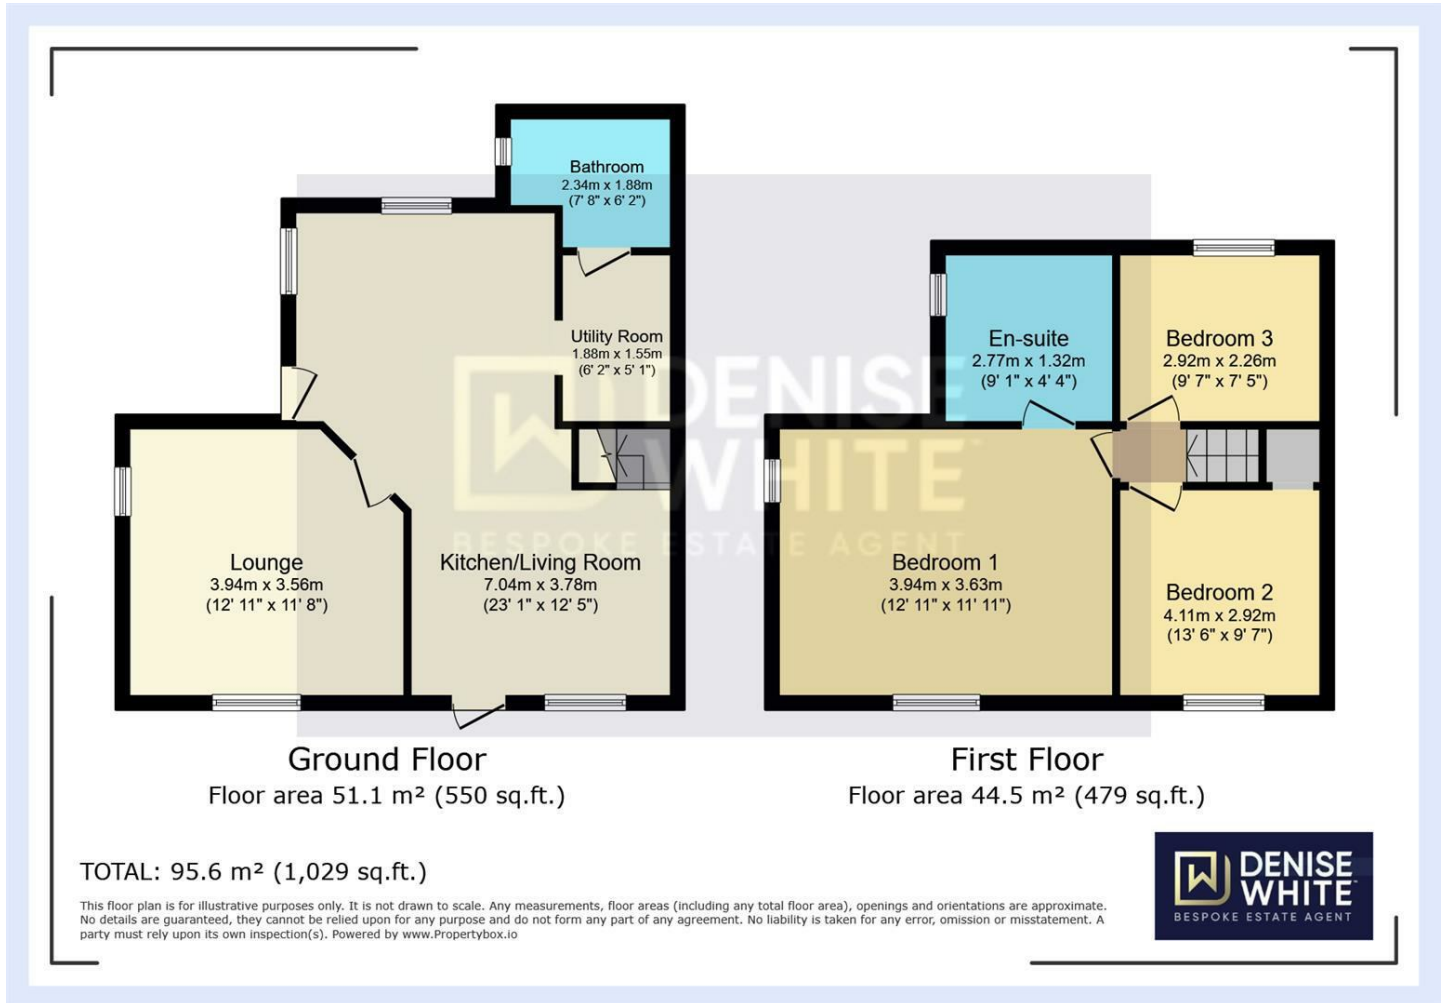 Bathroom
2.34m x 1.88m
(7' 8" x 6' 2")
Utility Room
1.88m x 1.55m
(6' 2" x 5' 1")
Lounge
3.94m x 3.56m
(12' 11" x 11' 8")
Kitchen/Living Room
7.04m x 3.78m
(23' 1" x 12' 5")
En-suite
2.77m x 1.32m
(9' 1" x 4' 4")
Bedroom 3
2.92m x 2.26m
(9' 7" x 7' 5")
Bedroom 1
3.94m x 3.63m
(12' 11" x 11' 11")
Bedroom 2
4.11m x 2.92m
(13' 6" x 9' 7")
DENISE
WHITE
BESPOKE ESTATE AGENT
Ground Floor
Floor area 51.1 m² (550 sq.ft.)
First Floor
Floor area 44.5 m² (479 sq.ft.)
TOTAL: 95.6 m² (1,029 sq.ft.)
This floor plan is for illustrative purposes only. It is not drawn to scale. Any measurements, floor areas (including any total floor area), openings and orientations are approximate.
No details are guaranteed, they cannot be relied upon for any purpose and do not form any part of any agreement. No liability is taken for any error, omission or misstatement. A
party must rely upon its own inspection(s). Powered by www.Propertybox.io
DENISE
WHITE™
BESPOKE ESTATE AGENT